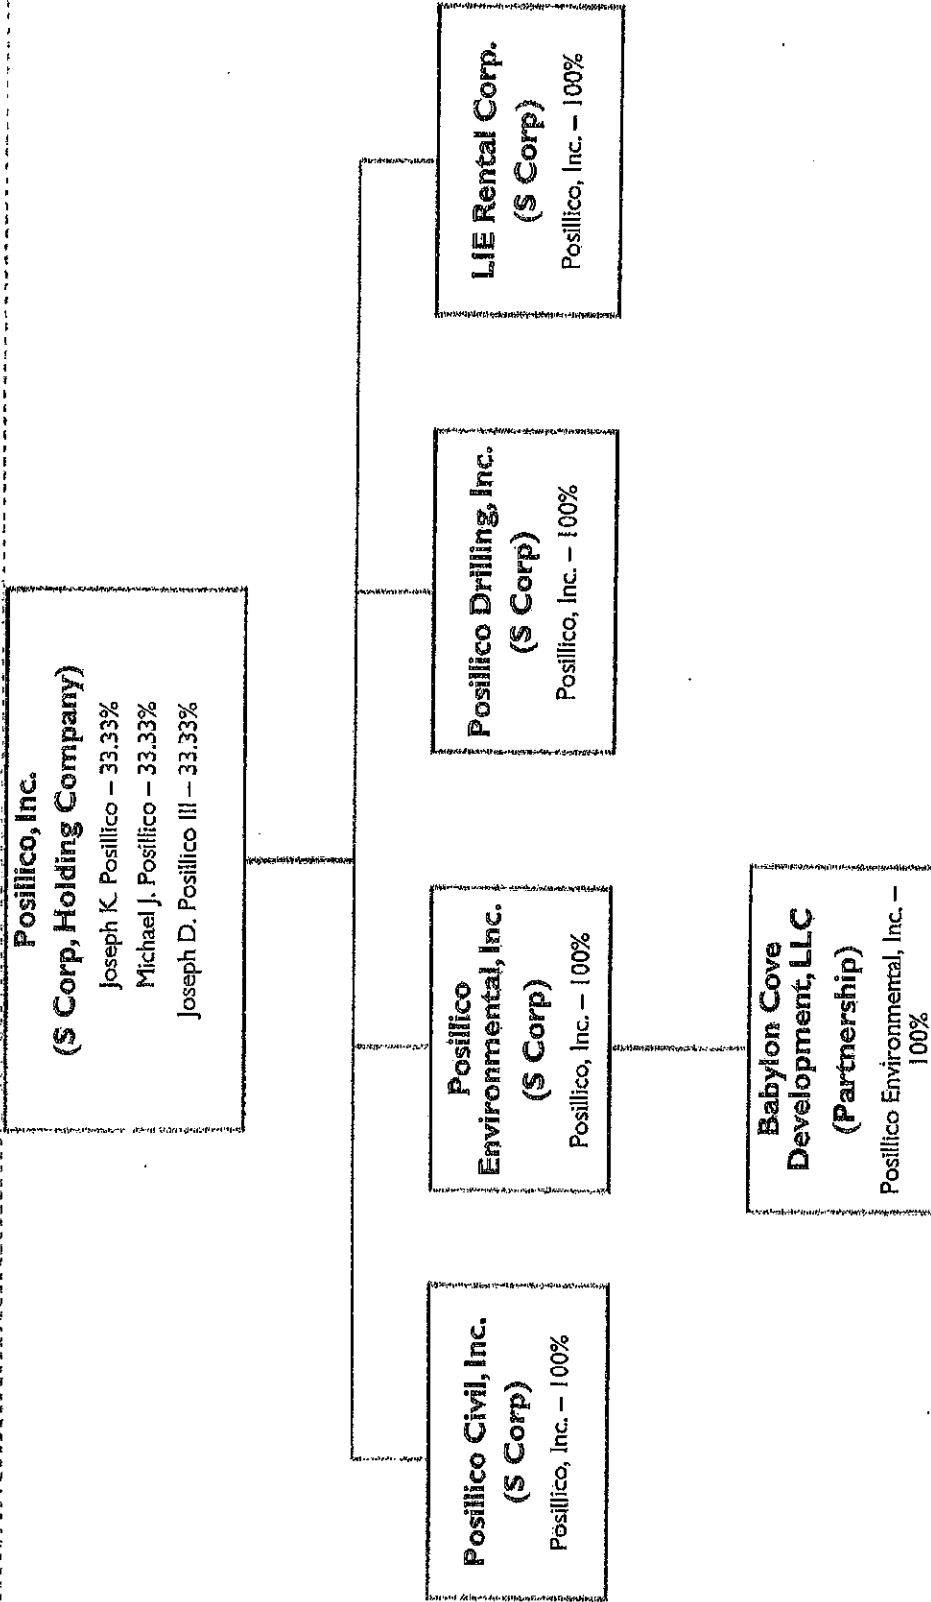 Posillico, Inc.
(S Corp, Holding Company)
Joseph K. Posillico – 33.33%
Michael J. Posillico – 33.33%
Joseph D. Posillico III – 33.33%
Posillico Civil, Inc.
(S Corp)
Posillico, Inc. – 100%
Posillico
Environmental, Inc.
(S Corp)
Posillico, Inc. – 100%
Posillico Drilling, Inc.
(S Corp)
Posillico, Inc. – 100%
LIE Rental Corp.
(S Corp)
Posillico, Inc. – 100%
Babylon Cove
Development, LLC
(Partnership)
Posillico Environmental, Inc. –
100%